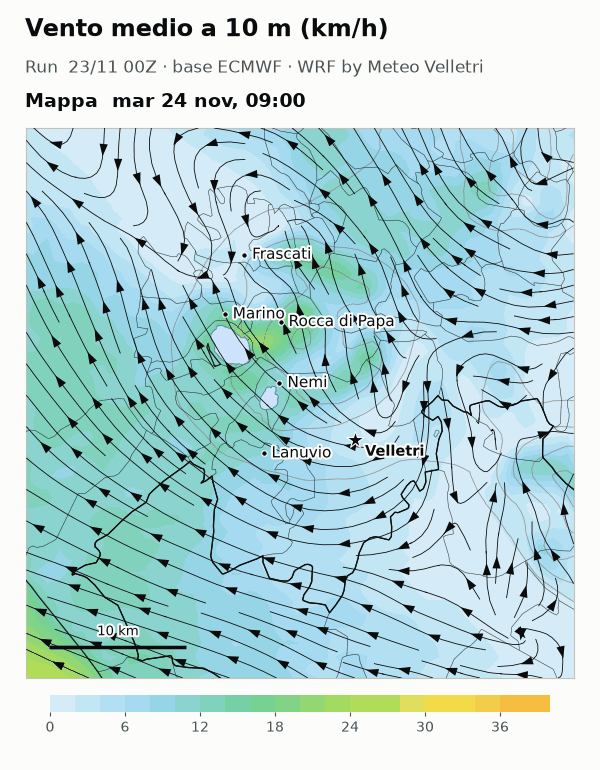 Vento medio a 10 m (km/h)
Run  23/11 00Z · base ECMWF · WRF by Meteo Velletri
Mappa  mar 24 nov, 09:00
Frascati
Marino
Rocca di Papa
Nemi
Velletri
Lanuvio
10 km
0 6 12 18 24 30 36